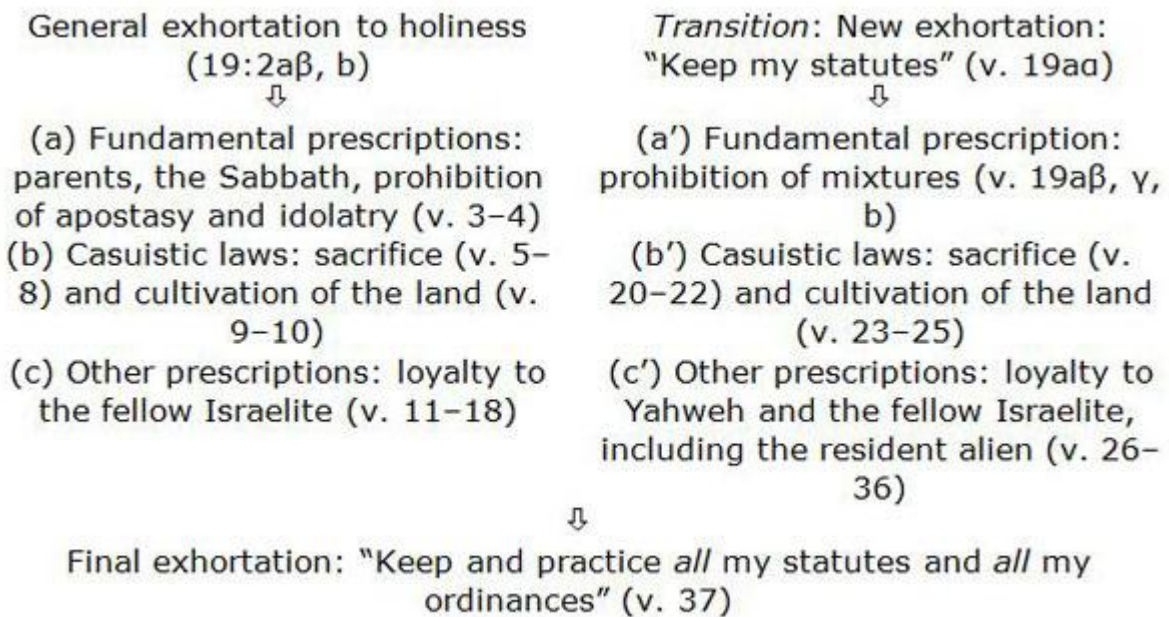 General exhortation to holiness
(19:2aβ, b)
⇩
(a) Fundamental prescriptions:
parents, the Sabbath, prohibition
of apostasy and idolatry (v. 3–4)
(b) Casuistic laws: sacrifice (v. 5–
8) and cultivation of the land (v.
9–10)
(c) Other prescriptions: loyalty to
the fellow Israelite (v. 11–18)
Transition: New exhortation:
“Keep my statutes” (v. 19aα)
⇩
(a’) Fundamental prescription:
prohibition of mixtures (v. 19aβ, γ,
b)
(b’) Casuistic laws: sacrifice (v.
20–22) and cultivation of the land
(v. 23–25)
(c’) Other prescriptions: loyalty to
Yahweh and the fellow Israelite,
including the resident alien (v. 26–
36)
⇩
Final exhortation: “Keep and practice all my statutes and all my
ordinances” (v. 37)